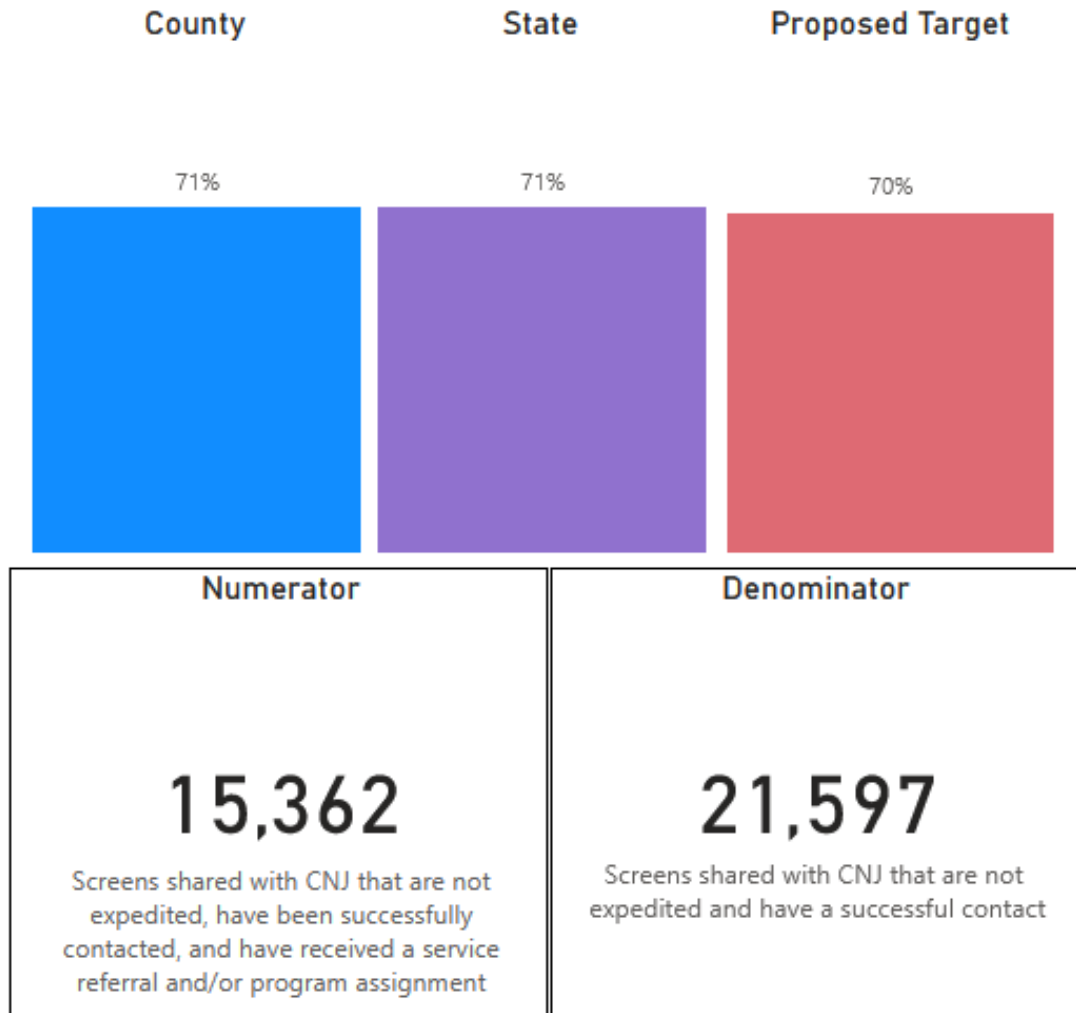 County
State
Proposed Target
71%
71%
70%
Numerator
15,362
Screens shared with CNJ that are not
expedited, have been successfully
contacted, and have received a service
referral and/or program assignment
Denominator
21,597
Screens shared with CNJ that are not
expedited and have a successful contact